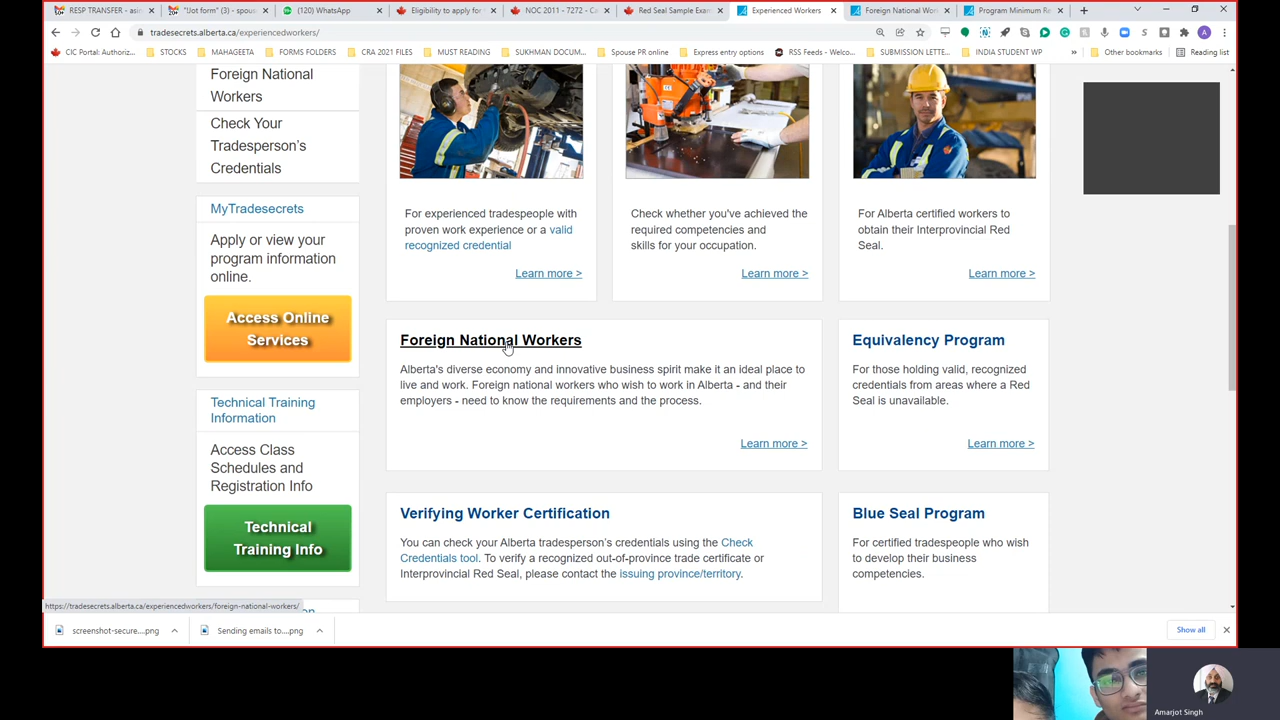 RESP TRANSFER - asin
"IJot form" (3) - spous
(120) WhatsApp
Eligibility to apply for
NOC 2011 - 7272 - Ca
Red Seal Sample Exam
Experienced Workers
Foreign National Work
Program Minimum Re
tradesecrets.alberta.ca/experiencedworkers/
CIC Portal: Authoriz...
STOCKS
MAHAGEETA
FORMS FOLDERS
CRA 2021 FILES
MUST READING
SUKHMAN DOCUM...
Spouse PR online
Express entry options
RSS Feeds - Welco...
SUBMISSION LETTE...
INDIA STUDENT WP
Other bookmarks
Reading list
Foreign National
Workers
Check Your
Tradesperson's
Credentials
MyTradesecrets
Apply or view your
program information
online.
Access Online
Services
Technical Training
Information
Access Class
Schedules and
Registration Info
Technical
Training Info
For experienced tradespeople with
proven work experience or a valid
recognized credential
Learn more >
Check whether you've achieved the
required competencies and
skills for your occupation.
Learn more >
For Alberta certified workers to
obtain their Interprovincial Red
Seal.
Learn more >
Foreign National Workers
Alberta's diverse economy and innovative business spirit make it an ideal place to
live and work. Foreign national workers who wish to work in Alberta - and their
employers - need to know the requirements and the process.
Learn more >
Equivalency Program
For those holding valid, recognized
credentials from areas where a Red
Seal is unavailable.
Learn more >
Verifying Worker Certification
You can check your Alberta tradesperson's credentials using the Check
Credentials tool. To verify a recognized out-of-province trade certificate or
Interprovincial Red Seal, please contact the issuing province/territory.
Blue Seal Program
For certified tradespeople who wish
to develop their business
competencies.
https://tradesecrets.alberta.ca/experiencedworkers/foreign-national-workers/
screenshot-secure....png
Sending emails to....png
Show all
Amarjot Singh